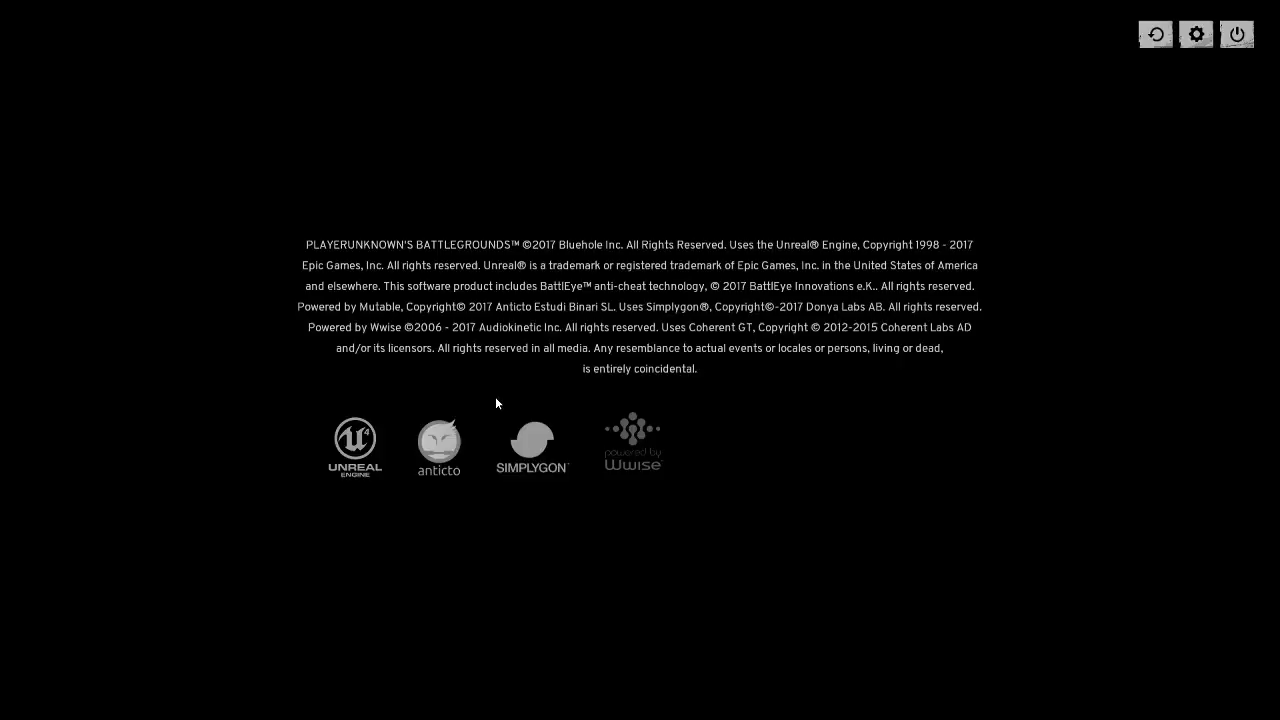 PLAYERUNKNOWN'S BATTLEGROUNDS™ ©2017 Bluehole Inc. All Rights Reserved. Uses the Unreal® Engine, Copyright 1998 - 2017
Epic Games, Inc. All rights reserved. Unreal® is a trademark or registered trademark of Epic Games, Inc. in the United States of America
and elsewhere. This software product includes BattlEye™ anti-cheat technology, © 2017 BattlEye Innovations e.K.. All rights reserved.
Powered by Mutable, Copyright© 2017 Anticto Estudi Binari SL. Uses Simplygon®, Copyright©-2017 Donya Labs AB. All rights reserved.
Powered by Wwise ©2006 - 2017 Audiokinetic Inc. All rights reserved. Uses Coherent GT, Copyright © 2012-2015 Coherent Labs AD
and/or its licensors. All rights reserved in all media. Any resemblance to actual events or locales or persons, living or dead,
is entirely coincidental.
U4
UNREAL
ENGINE
anticto
SIMPLYGON
powered by
Wwise